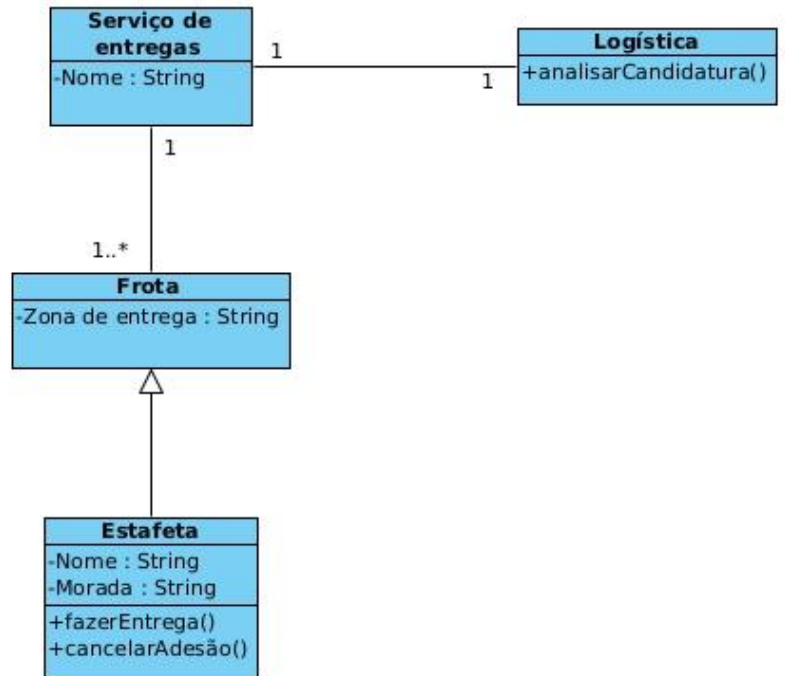 Serviço de
entregas
-Nome : String
1
1
Logística
+analisarCandidatura()
1
1..*
Frota
-Zona de entrega : String
Estafeta
-Nome : String
-Morada : String
+fazerEntrega()
+cancelarAdesão()